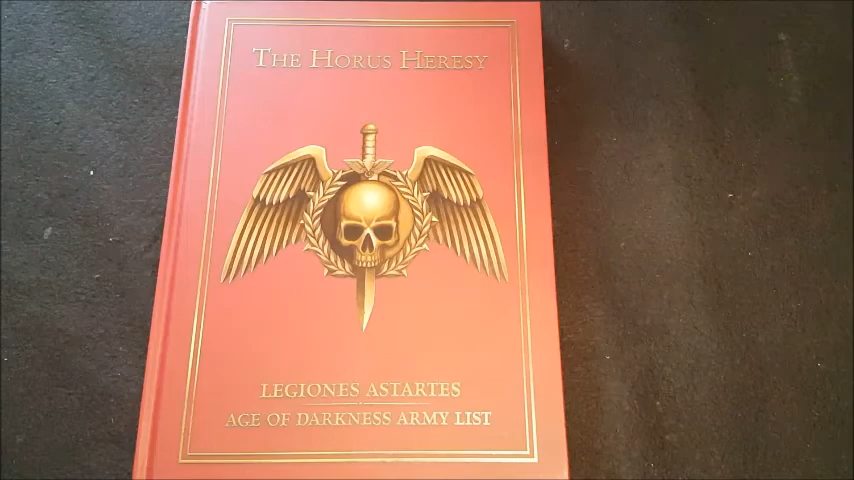 THE HORUS HERESY
LEGIONES ASTARTES
AGE OF DARKNESS ARMY LIST